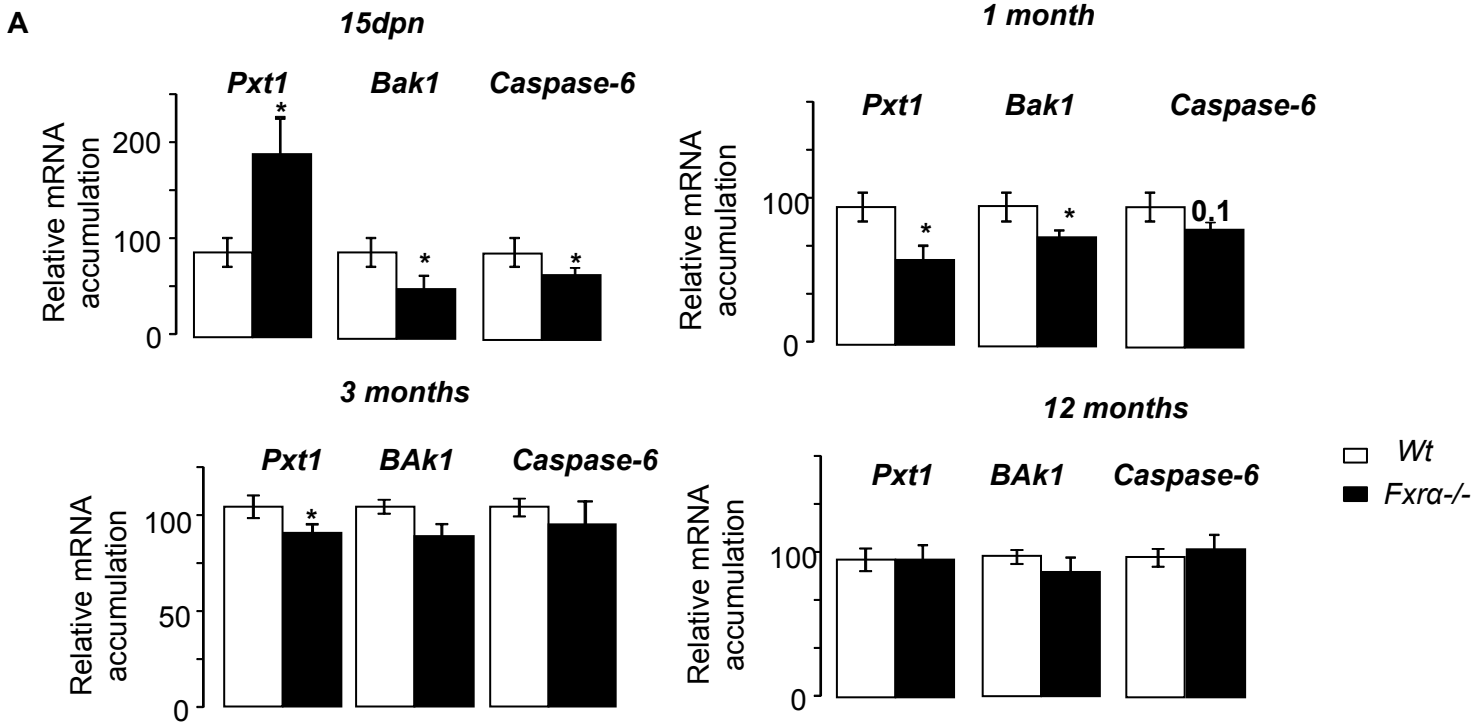 A
15dpn
Pxt1 Bak1 Caspase-6
*
*
*
Relative mRNA
accumulation
200
100
0
1 month
Pxt1 Bak1 Caspase-6
*
*
0.1
Relative mRNA
accumulation
100
0
3 months
Pxt1 BAk1 Caspase-6
*
Relative mRNA
accumulation
100
50
0
12 months
Pxt1 BAk1 Caspase-6
Relative mRNA
accumulation
100
0
Wt
Fxrα-/-